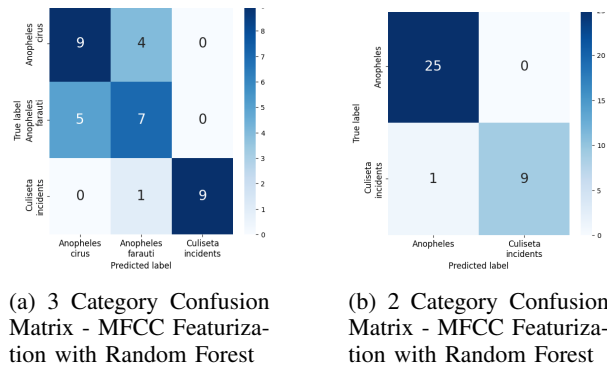 Anopheles
cirus
True label
Anopheles
farauti
Culiseta
incidents
9 4 0
5 7 0
0 1 9
Anopheles
cirus
Anopheles
farauti
Culiseta
incidents
Predicted label
8
7
6
5
4
3
2
1
0
(a) 3 Category Confusion
Matrix - MFCC Featuriza-
tion with Random Forest
Anopheles
True label
Culiseta
incidents
25 0
1 9
Anopheles
Culiseta
incidents
Predicted label
20
15
10
5
0
(b) 2 Category Confusion
Matrix - MFCC Featuriza-
tion with Random Forest